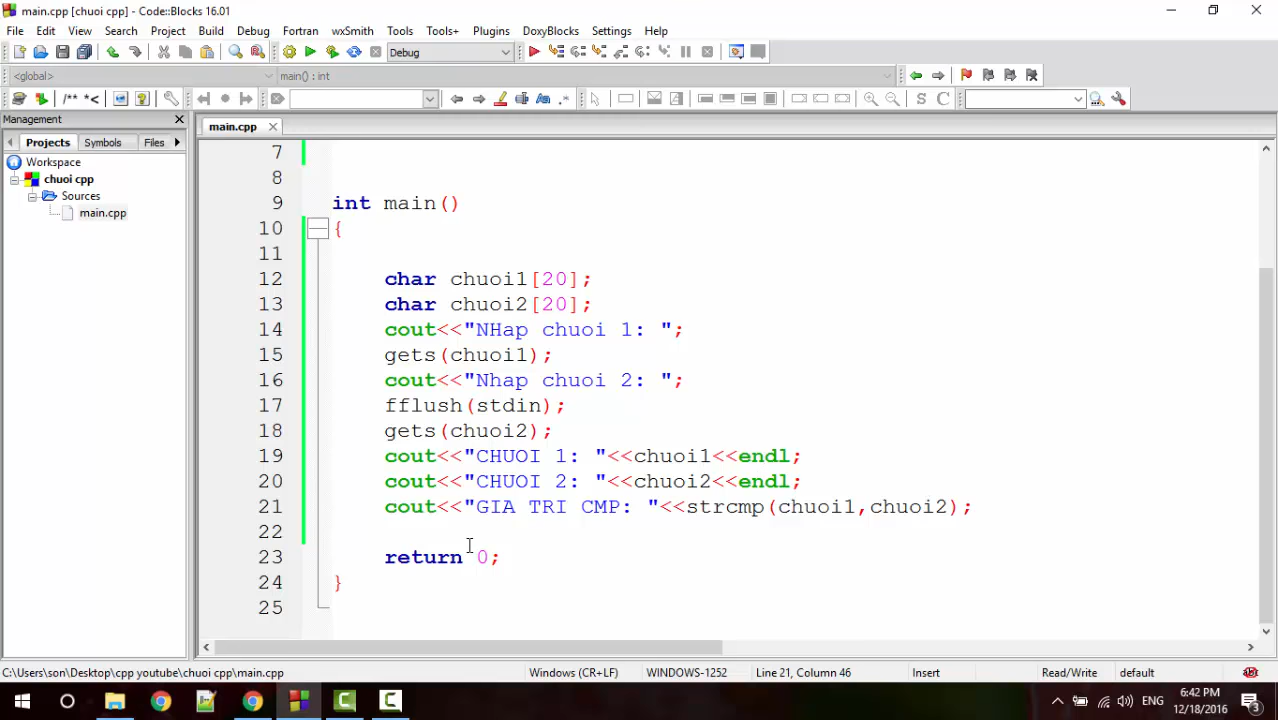 main.cpp [chuoi cpp] - Code::Blocks 16.01
File Edit View Search Project Build Debug Fortran wxSmith Tools Tools+ Plugins DoxyBlocks Settings Help
Debug
<global> main() : int
/** *<
S C
Management
main.cpp
Projects Symbols Files
Workspace
chuoi cpp
Sources
main.cpp
7
8
9 int main()
10 {
11
12 char chuoi1[20];
13 char chuoi2[20];
14 cout<<"NHap chuoi 1: ";
15 gets(chuoi1);
16 cout<<"Nhap chuoi 2: ";
17 fflush(stdin);
18 gets(chuoi2);
19 cout<<"CHUOI 1: "<<chuoi1<<endl;
20 cout<<"CHUOI 2: "<<chuoi2<<endl;
21 cout<<"GIA TRI CMP: "<<strcmp(chuoi1,chuoi2);
22
23 return 0;
24 }
25
C:\Users\son\Desktop\cpp youtube\chuoi cpp\main.cpp Windows (CR+LF) WINDOWS-1252 Line 21, Column 46 Insert Read/Write default
ENG
6:42 PM
12/18/2016
3